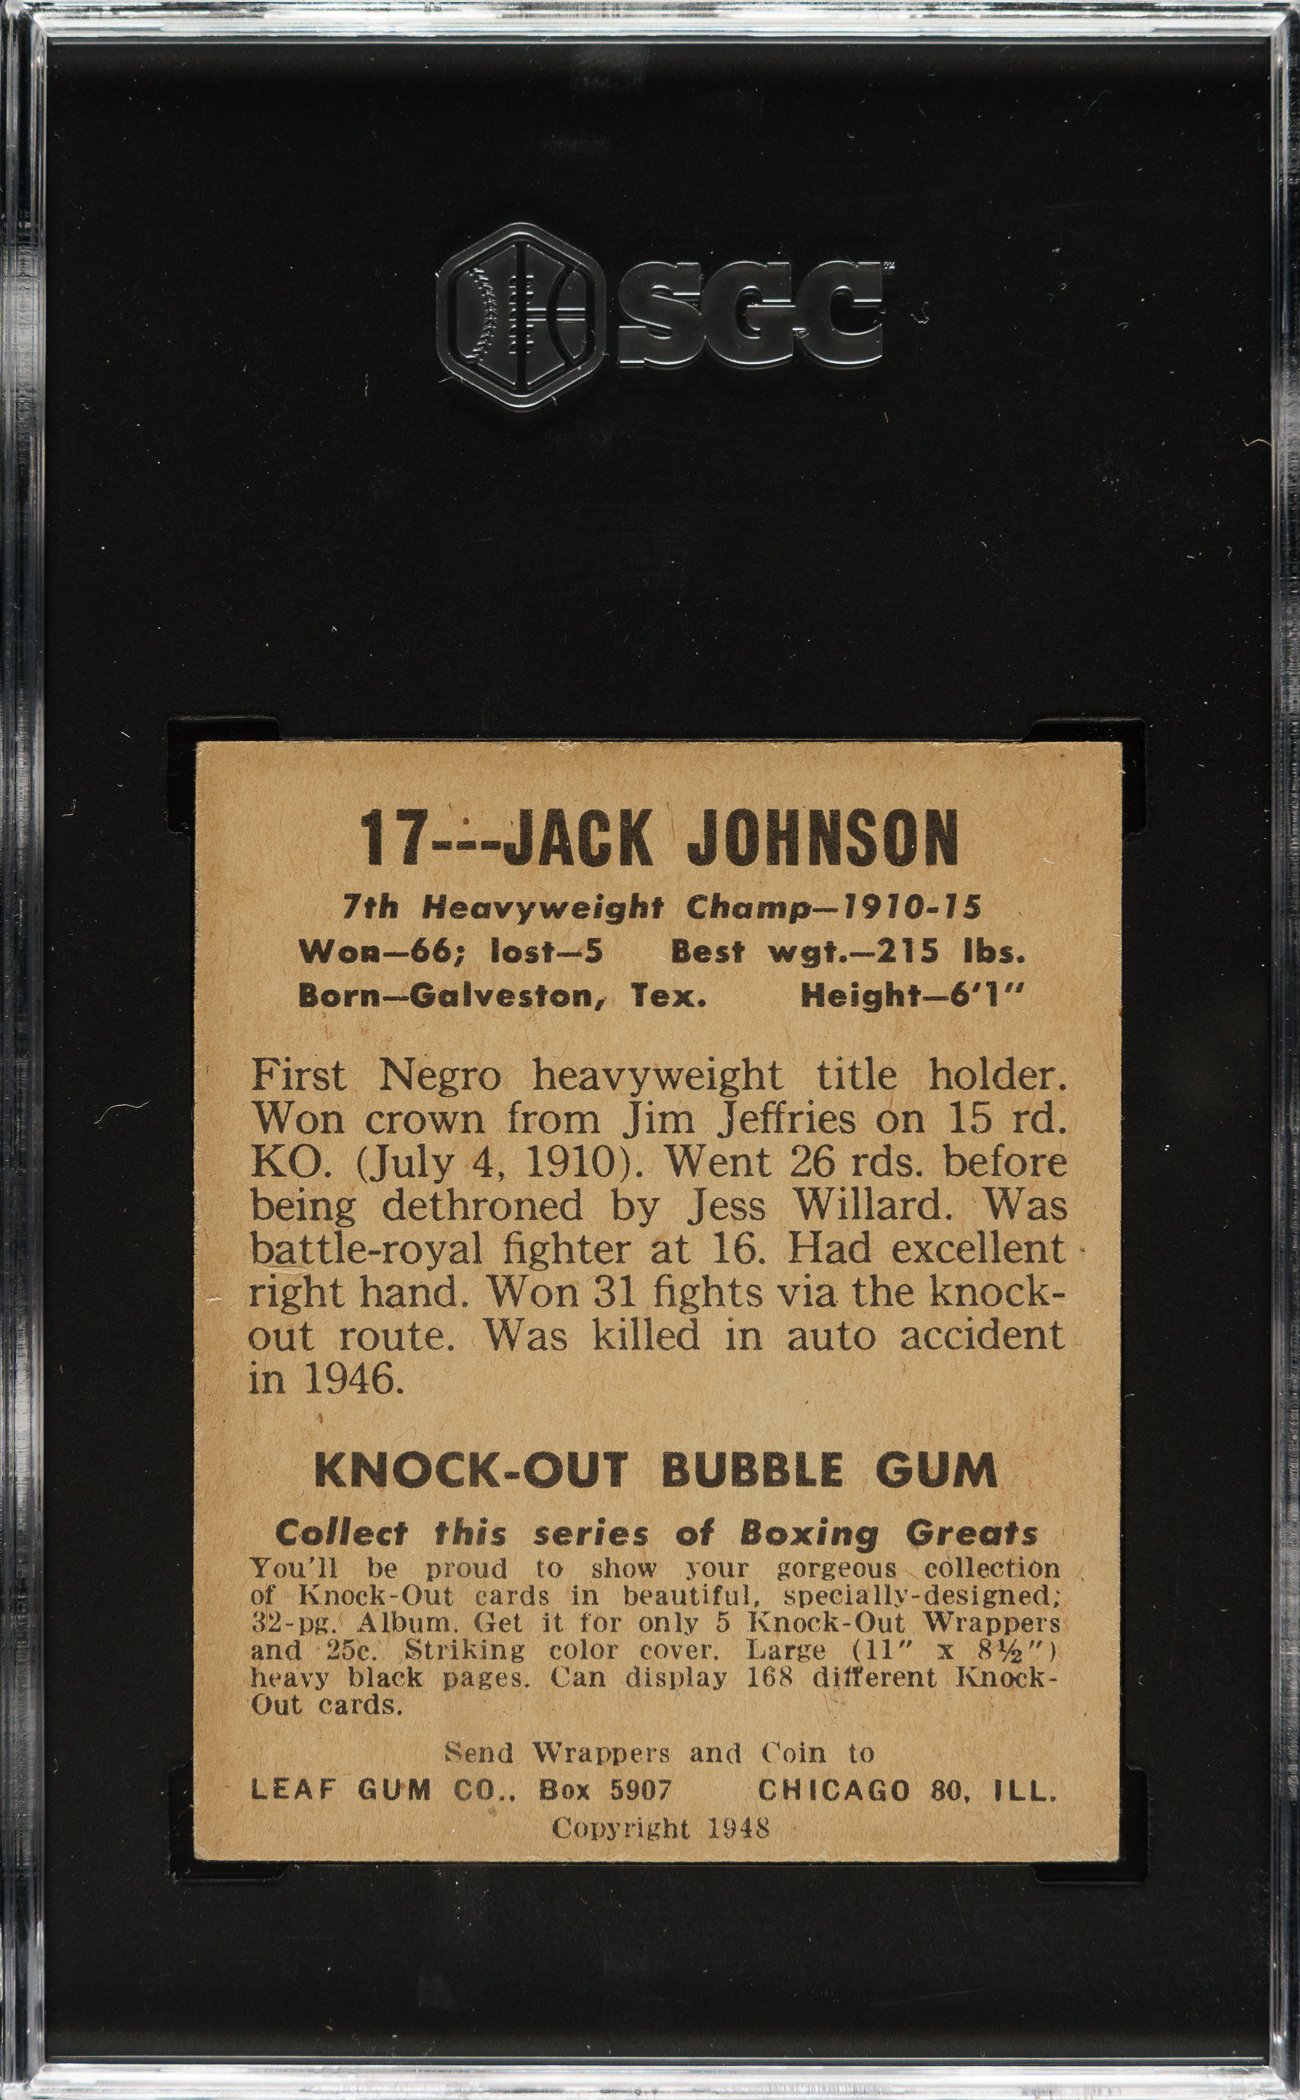 SGC™
17---JACK JOHNSON
7th Heavyweight Champ—1910-15
Won—66; lost—5 Best wgt.—215 lbs.
Born—Galveston, Tex. Height—6'1"
First Negro heavyweight title holder.
Won crown from Jim Jeffries on 15 rd.
KO. (July 4, 1910). Went 26 rds. before
being dethroned by Jess Willard. Was
battle-royal fighter at 16. Had excellent
right hand. Won 31 fights via the knock-
out route. Was killed in auto accident
in 1946.
KNOCK-OUT BUBBLE GUM
Collect this series of Boxing Greats
You'll be proud to show your gorgeous collection
of Knock-Out cards in beautiful, specially-designed;
32-pg. Album. Get it for only 5 Knock-Out Wrappers
and 25c. Striking color cover. Large (11" x 8½")
heavy black pages. Can display 168 different Knock-
Out cards.
Send Wrappers and Coin to
LEAF GUM CO., Box 5907 CHICAGO 80, ILL.
Copyright 1948